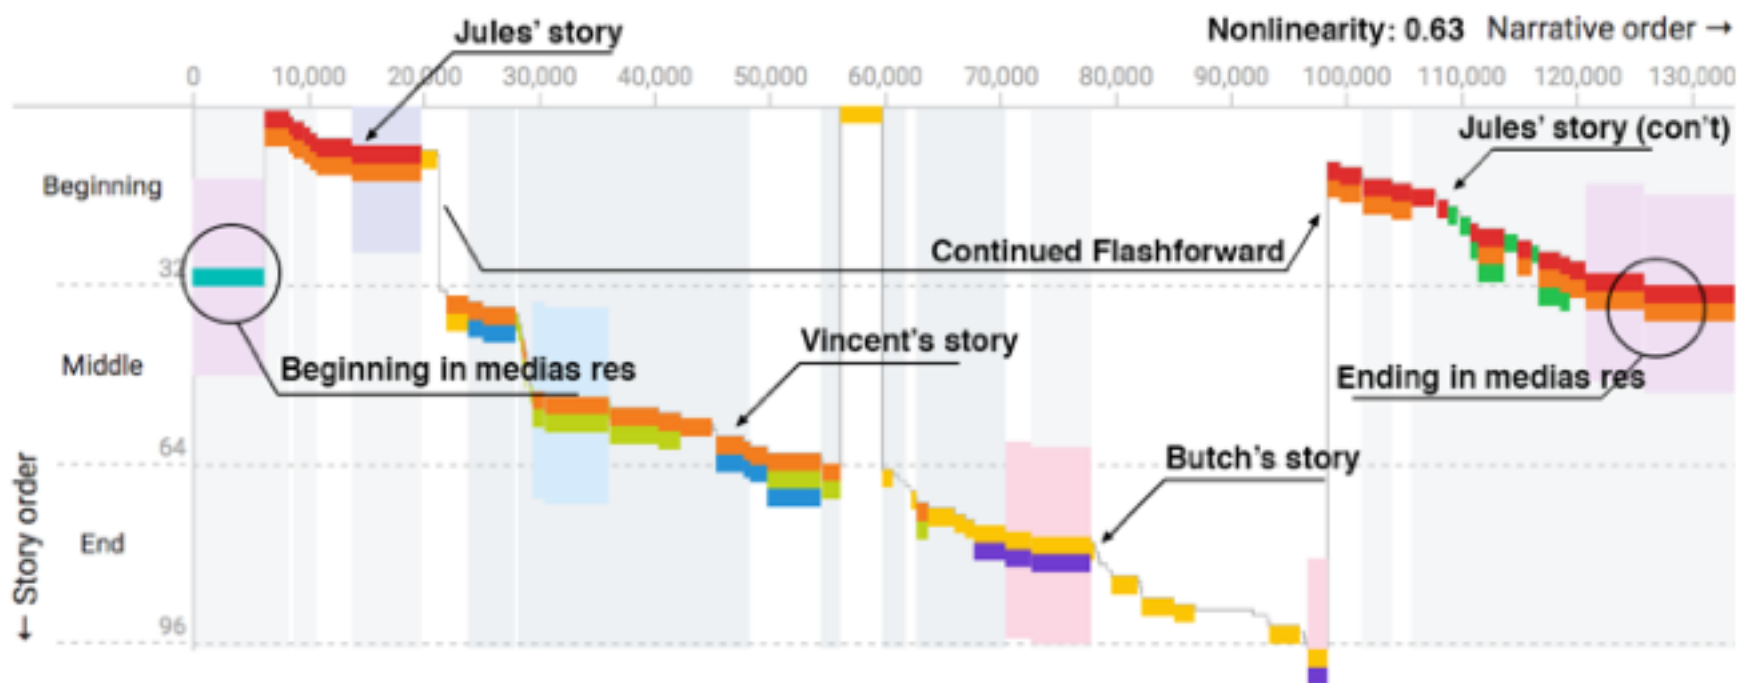 Jules' story
Nonlinearity: 0.63 Narrative order →
0 10,000 20,000 30,000 40,000 50,000 60,000 70,000 80,000 90,000 100,000 110,000 120,000 130,000
Jules' story (con't)
Beginning
Continued Flashforward
32
Vincent's story
Middle
Beginning in medias res
Ending in medias res
64
Butch's story
← Story order
End
96